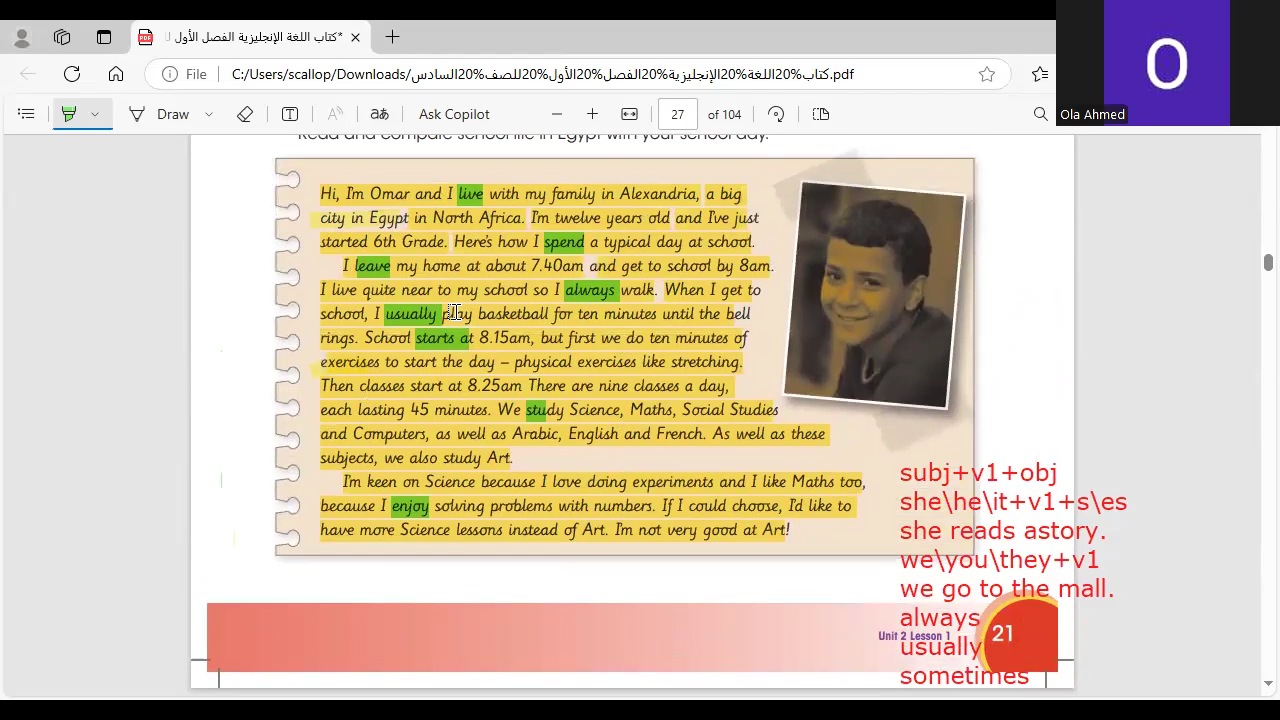 *كتاب اللغة الإنجليزية الفصل الأول ل
File
C:/Users/scallop/Downloads/كتاب%20اللغة%20الإنجليزية%20الفصل%20الأول%20للصف%20السادس.pdf
Draw
aあ
Ask Copilot
27 of 104
O
Ola Ahmed
Read and compare school life in Egypt with your school day.
Hi, I'm Omar and I live with my family in Alexandria, a big
city in Egypt in North Africa. I'm twelve years old and I've just
started 6th Grade. Here's how I spend a typical day at school.
I leave my home at about 7.40am and get to school by 8am.
I live quite near to my school so I always walk. When I get to
school, I usually play basketball for ten minutes until the bell
rings. School starts at 8.15am, but first we do ten minutes of
exercises to start the day – physical exercises like stretching.
Then classes start at 8.25am There are nine classes a day,
each lasting 45 minutes. We study Science, Maths, Social Studies
and Computers, as well as Arabic, English and French. As well as these
subjects, we also study Art.
I'm keen on Science because I love doing experiments and I like Maths too,
because I enjoy solving problems with numbers. If I could choose, I'd like to
have more Science lessons instead of Art. I'm not very good at Art!
subj+v1+obj
she\he\it+v1+s\es
she reads astory.
we\you\they+v1
we go to the mall.
always
usually
sometimes
Unit 2 Lesson 1
21